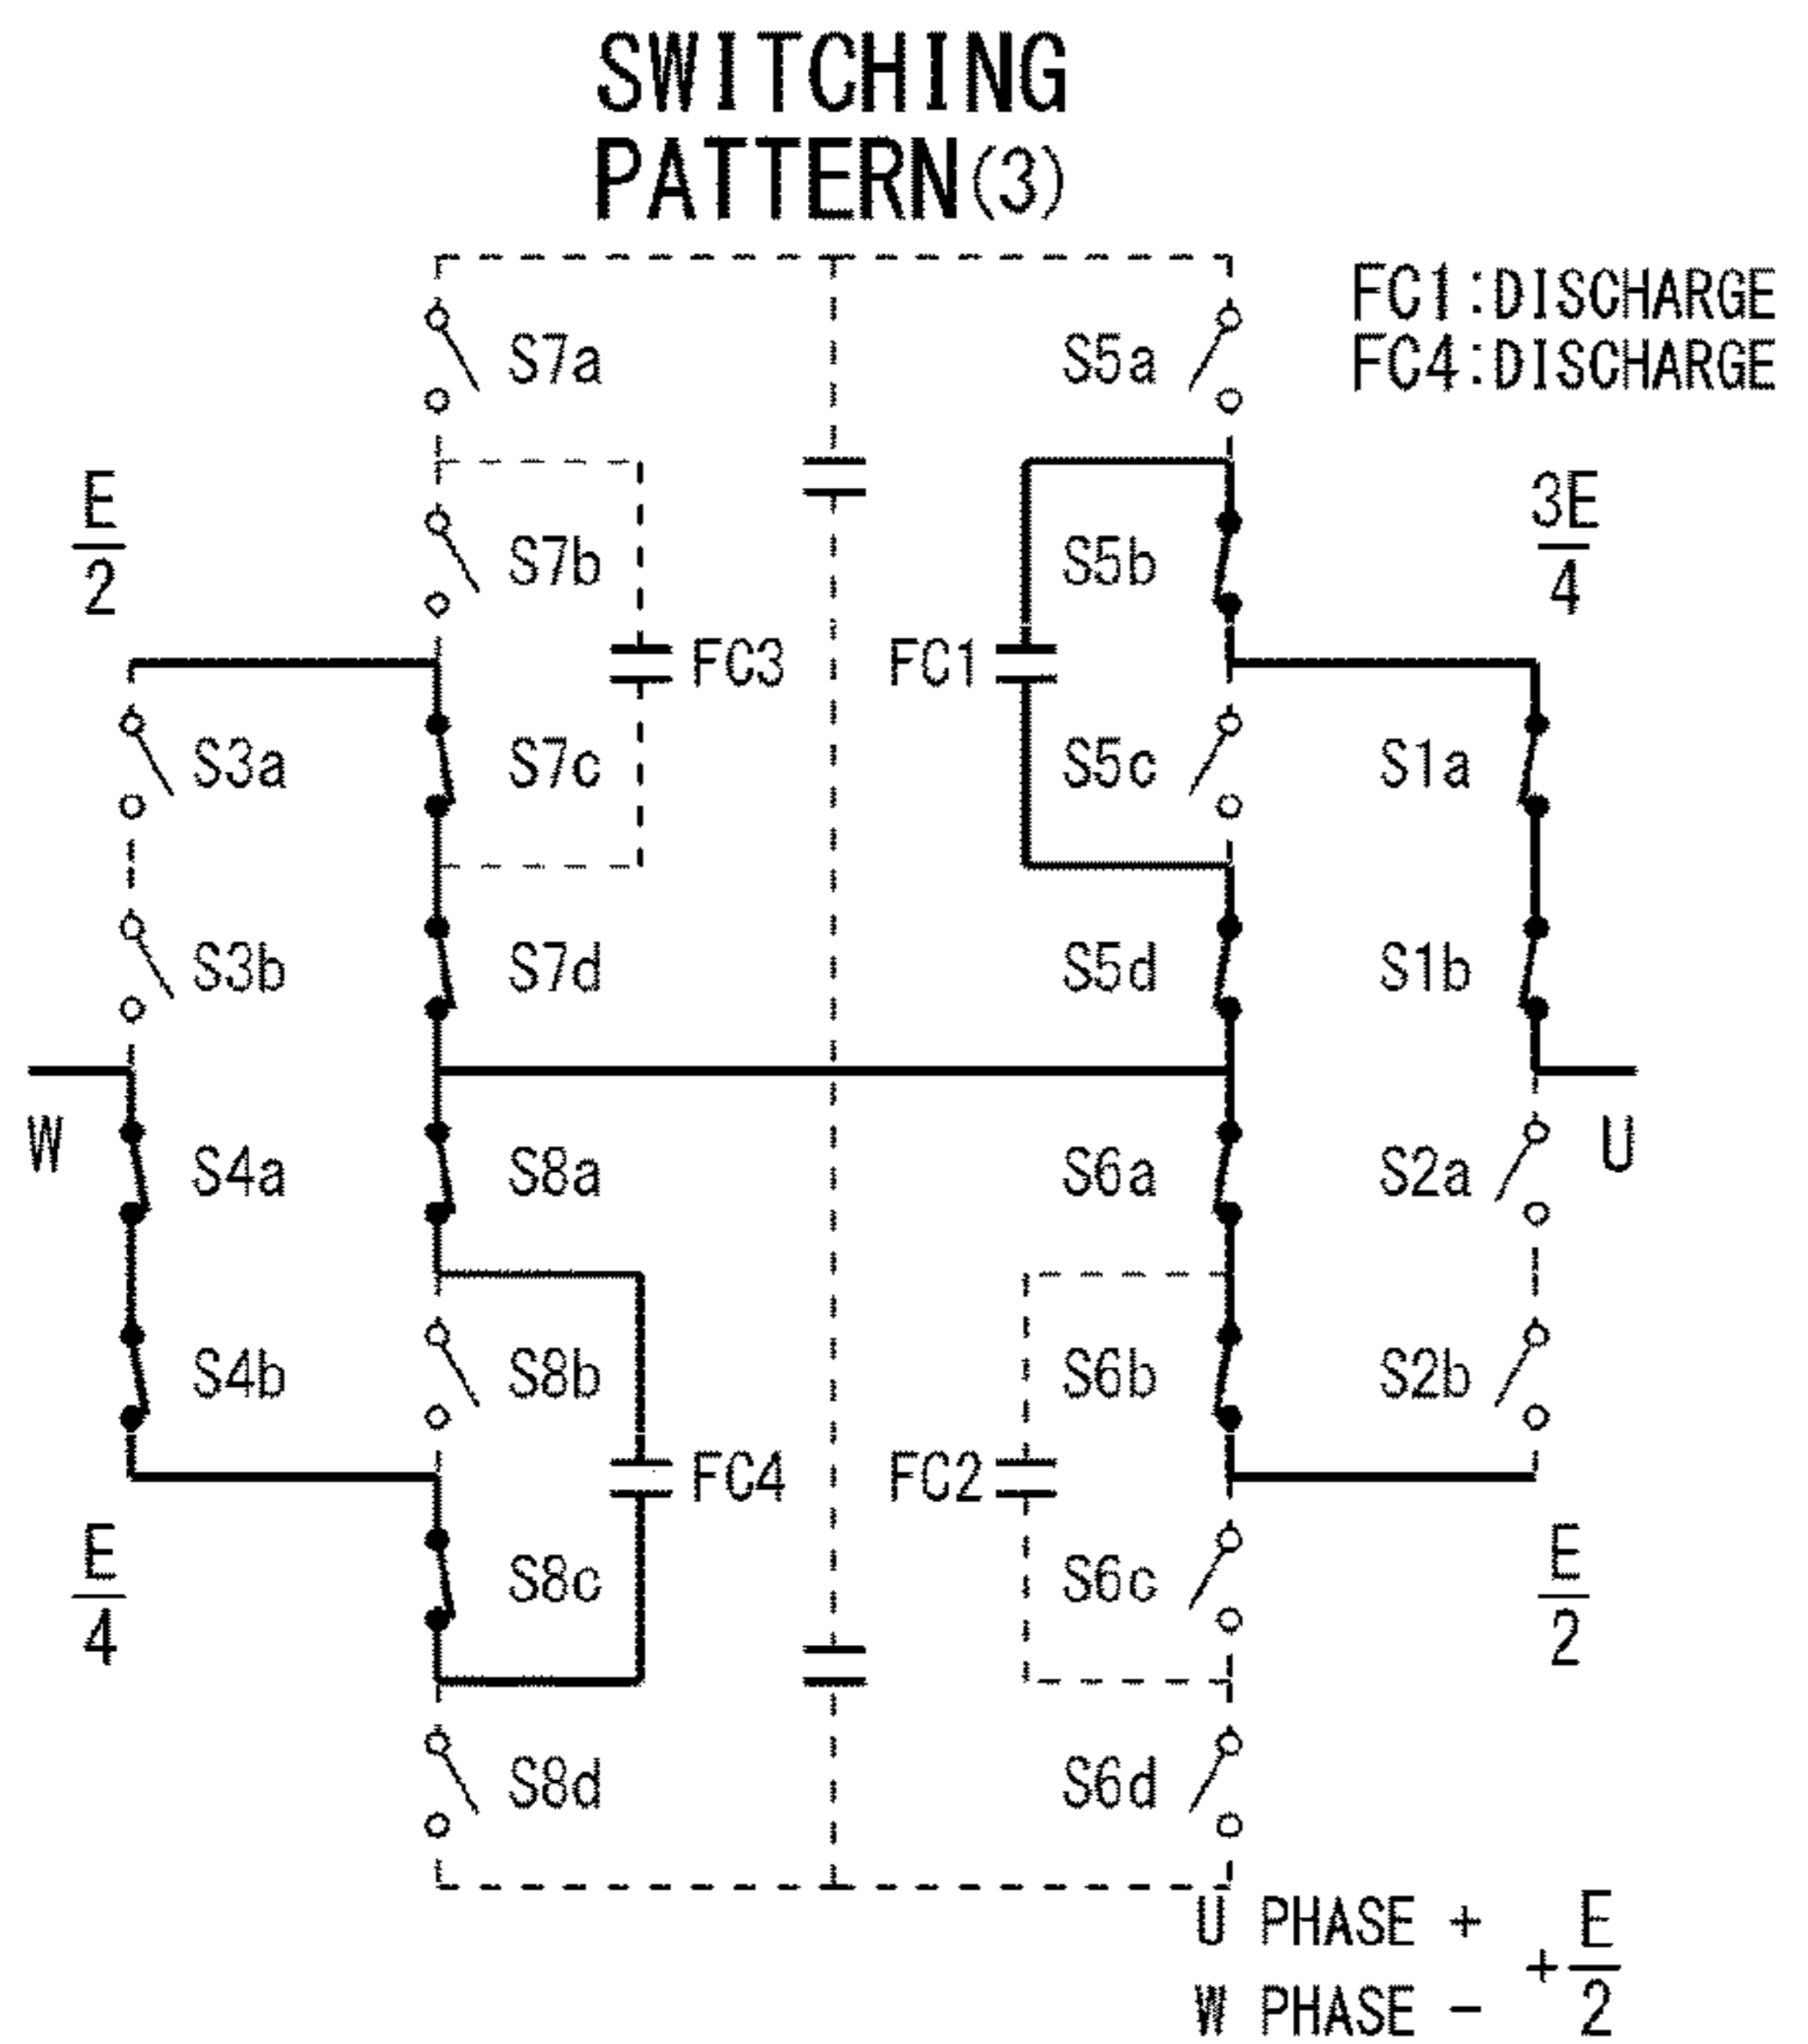 SWITCHING
PATTERN(3)
FC1:DISCHARGE
FC4:DISCHARGE
S7a
S5a
E
2
3E
4
S7b
S5b
FC3
FC1
S3a
S7c
S5c
S1a
S3b
S7d
S5d
S1b
W
S4a
S8a
S6a
S2a
U
S4b
S8b
S6b
S2b
FC4
FC2
E
4
S8c
S6c
E
2
S8d
S6d
U PHASE +
W PHASE -
+E
2